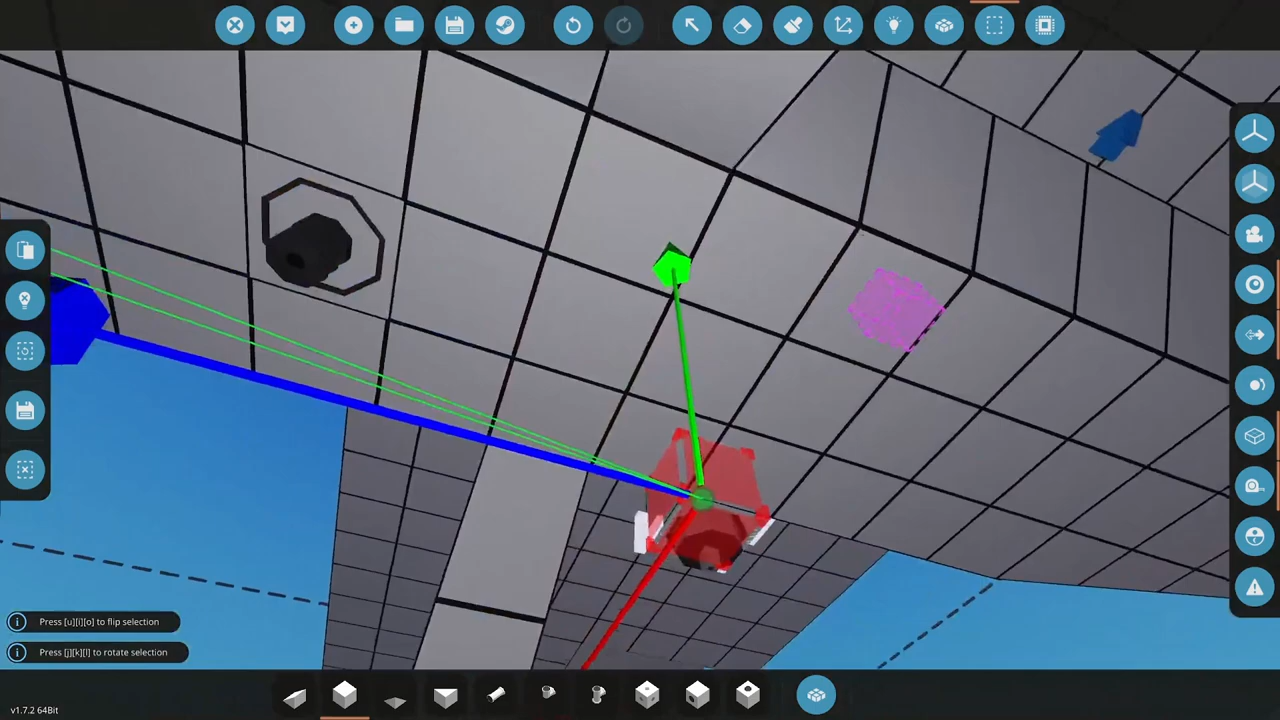 Press [u][i][o] to flip selection
Press [j][k][l] to rotate selection
v1.7.2 64Bit